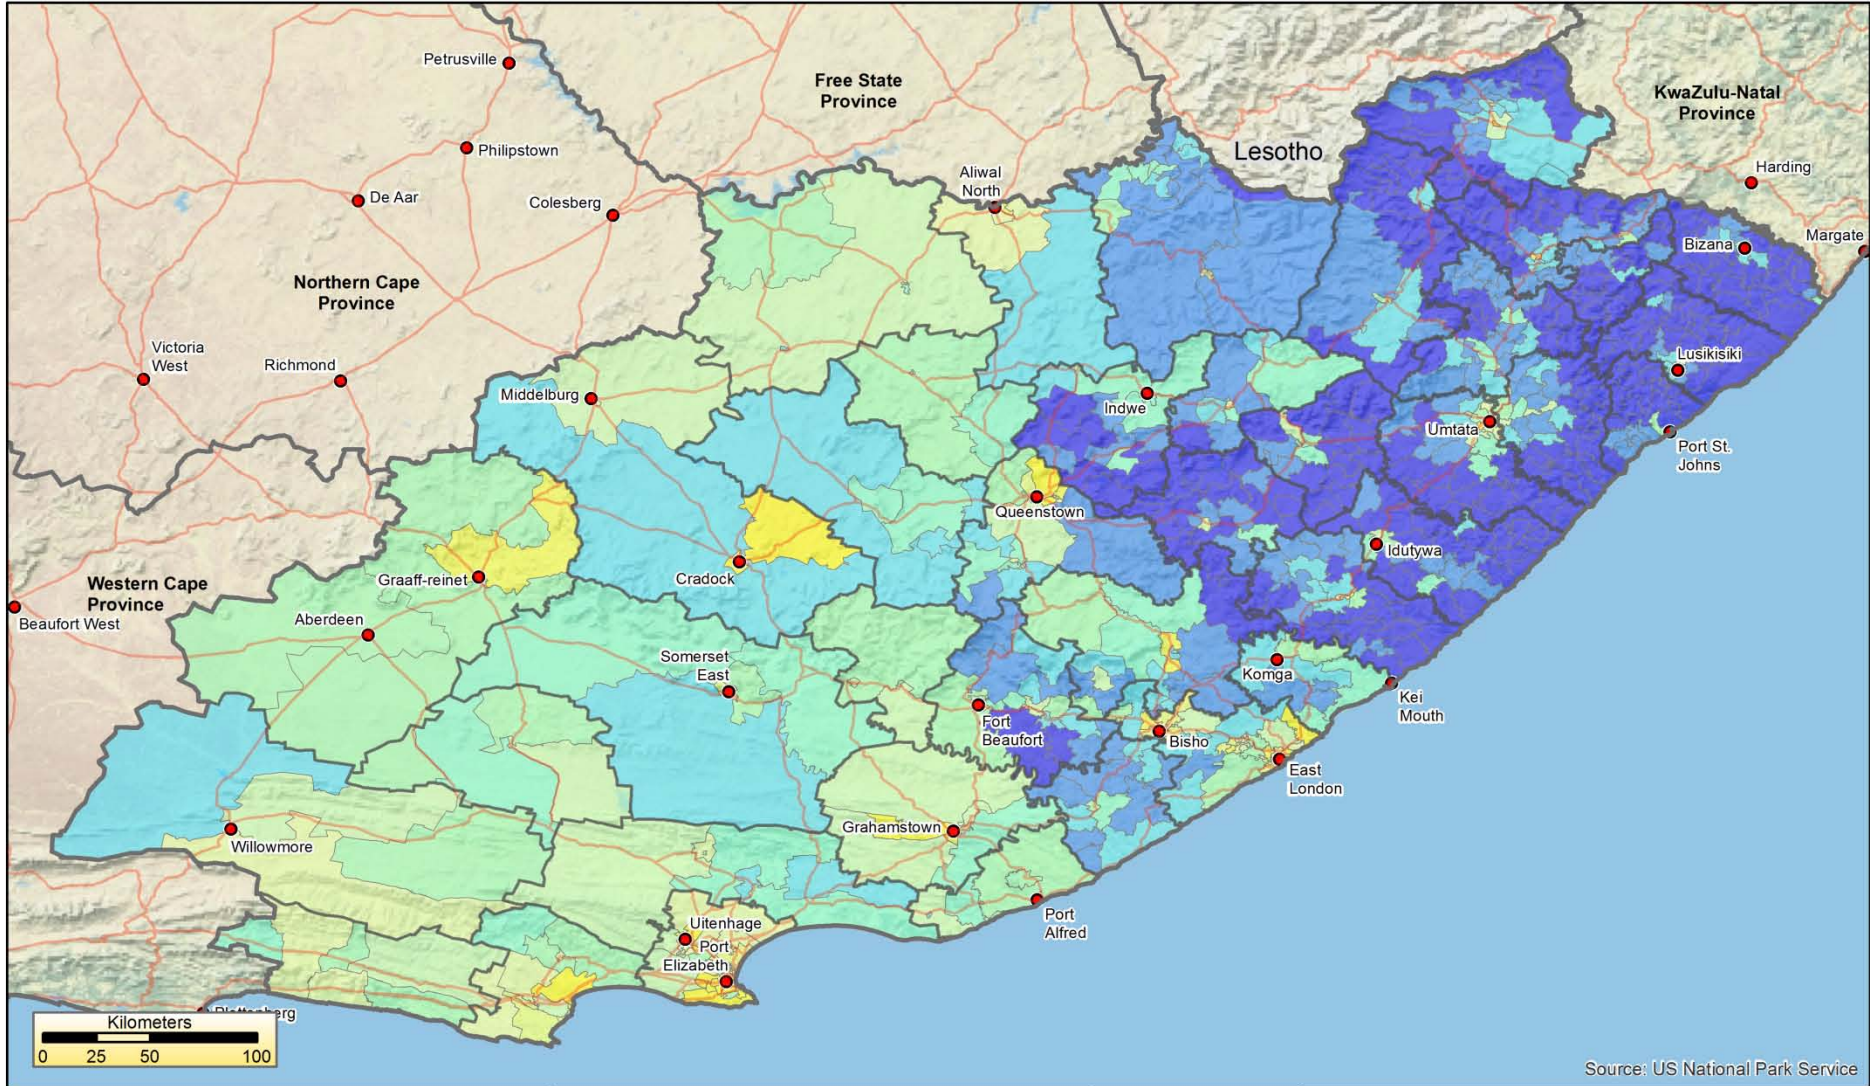 Petrusville
Free State
Province
KwaZulu-Natal
Province
Philipstown
Lesotho
Harding
Aliwal
North
De Aar
Colesberg
Bizana
Margate
Northern Cape
Province
Victoria
West
Richmond
Middelburg
Indwe
Lusikisiki
Umtata
Port St.
Johns
Queenstown
Idutywa
Western Cape
Province
Graaff-reinet
Cradock
Beaufort West
Aberdeen
Somerset
East
Komga
Kei
Mouth
Fort
Beaufort
Bisho
East
London
Grahamstown
Willowmore
Port
Alfred
Uitenhage
Port
Elizabeth
Kilometers
0 25 50 100
Source: US National Park Service